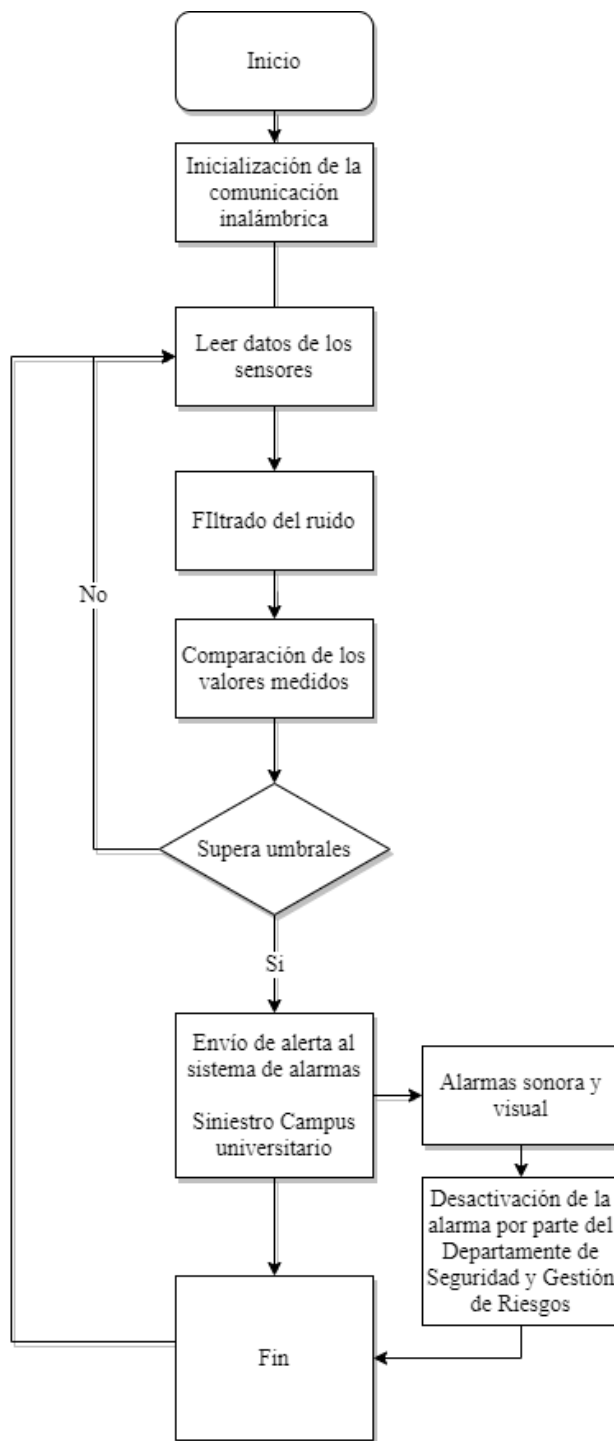 Inicio
Inicialización de la
comunicación
inalámbrica
Leer datos de los
sensores
FIltrado del ruido
No
Comparación de los
valores medidos
Supera umbrales
Si
Envío de alerta al
sistema de alarmas
Siniestro Campus
universitario
Alarmas sonora y
visual
Desactivación de la
alarma por parte del
Departamente de
Seguridad y Gestión
de Riesgos
Fin